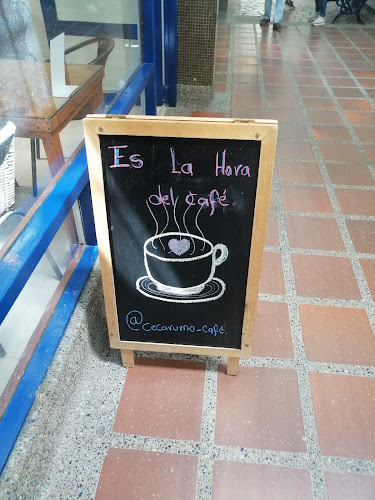 Es La Hora
del café
@cecarumo_café